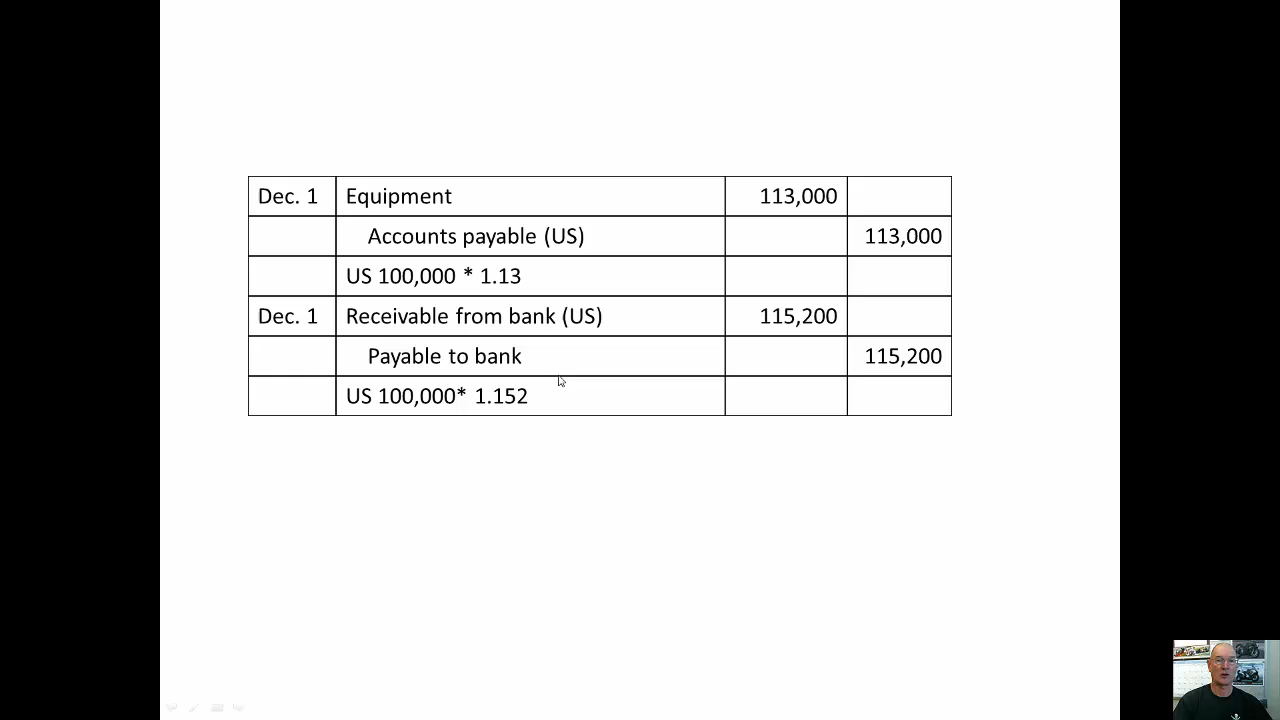 Dec. 1 Equipment 113,000
Accounts payable (US) 113,000
US 100,000 * 1.13
Dec. 1 Receivable from bank (US) 115,200
Payable to bank 115,200
US 100,000* 1.152